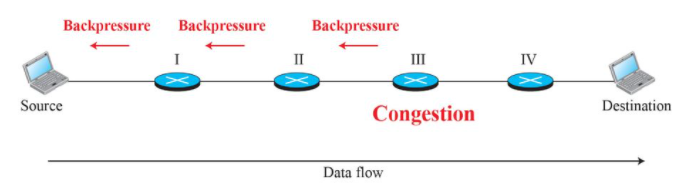 Backpressure Backpressure Backpressure
I II III IV
Source Destination
Congestion
Data flow